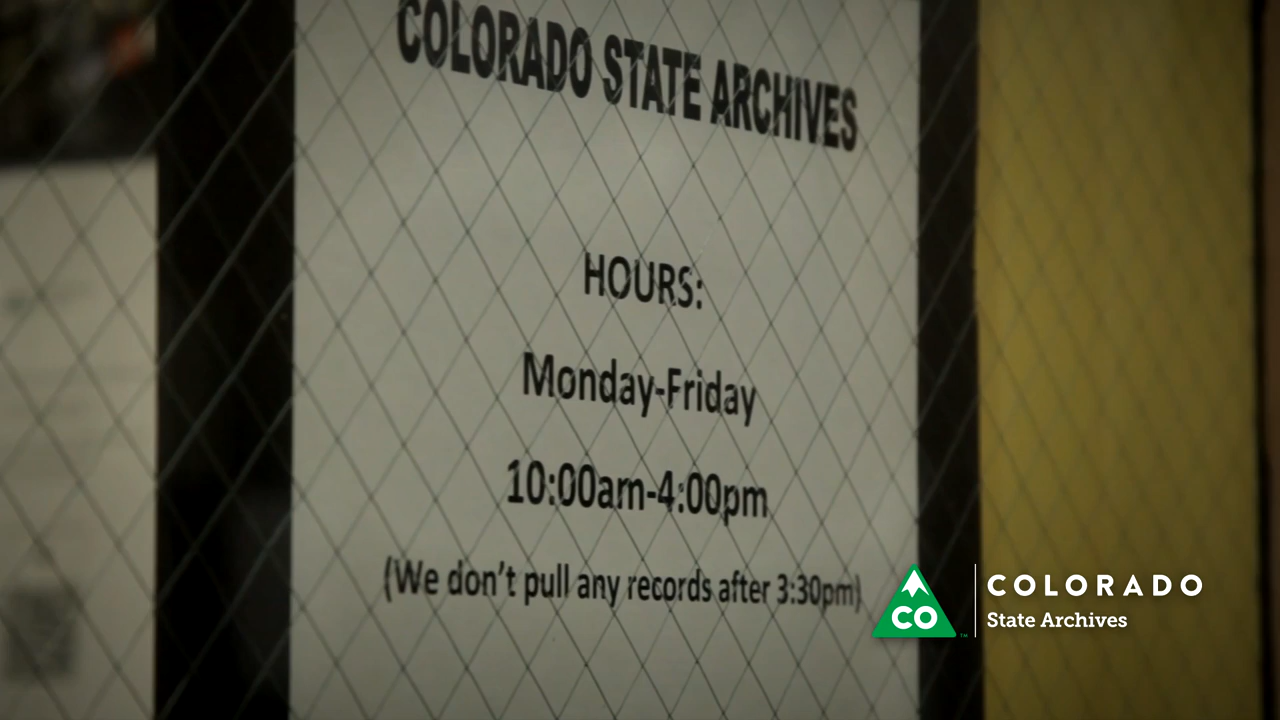 COLORADO STATE ARCHIVES
HOURS:
Monday-Friday
10:00am-4:00pm
(We don't pull any records after 3:30pm)
CO
TM
COLORADO
State Archives